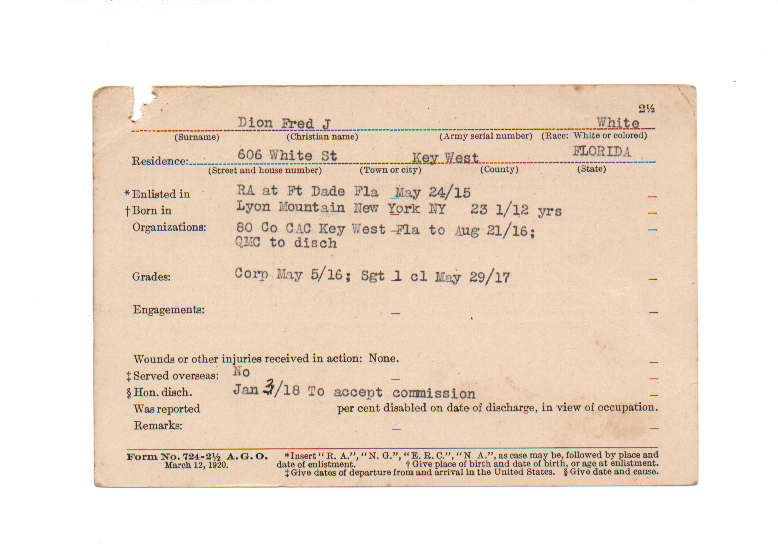 2½
Dion Fred J White
(Surname) (Christian name) (Army serial number) (Race: White or colored)
Residence: 606 White St Key West FLORIDA
(Street and house number) (Town or city) (County) (State)
*Enlisted in RA at Ft Dade Fla May 24/15
†Born in Lyon Mountain New York NY 23 1/12 yrs
Organizations: 80 Co CAC Key West Fla to Aug 21/16;
QMC to disch
Grades: Corp May 5/16; Sgt 1 cl May 29/17
Engagements:
Wounds or other injuries received in action: None.
‡Served overseas: No
§Hon. disch. Jan 3/18 To accept commission
Was reported per cent disabled on date of discharge, in view of occupation.
Remarks:
Form No. 724-2½ A. G. O. *Insert "R. A.", "N. G.", "E. R. C.", "N A.", as case may be, followed by place and
March 12, 1920. date of enlistment. †Give place of birth and date of birth, or age at enlistment.
‡Give dates of departure from and arrival in the United States. §Give date and cause.